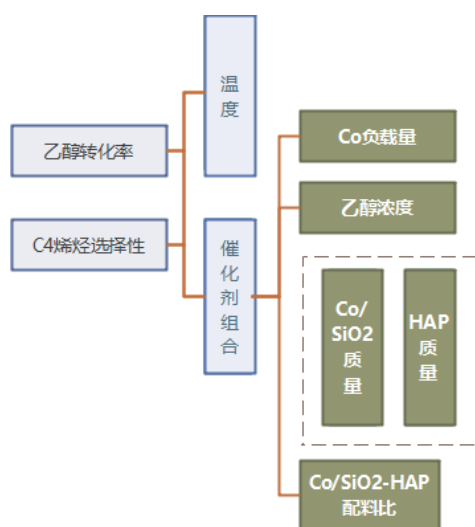 温
度
乙醇转化率
C4烯烃选择性
催
化
剂
组
合
Co负载量
乙醇浓度
Co/
SiO2
质
量
HAP
质
量
Co/SiO2-HAP
配料比